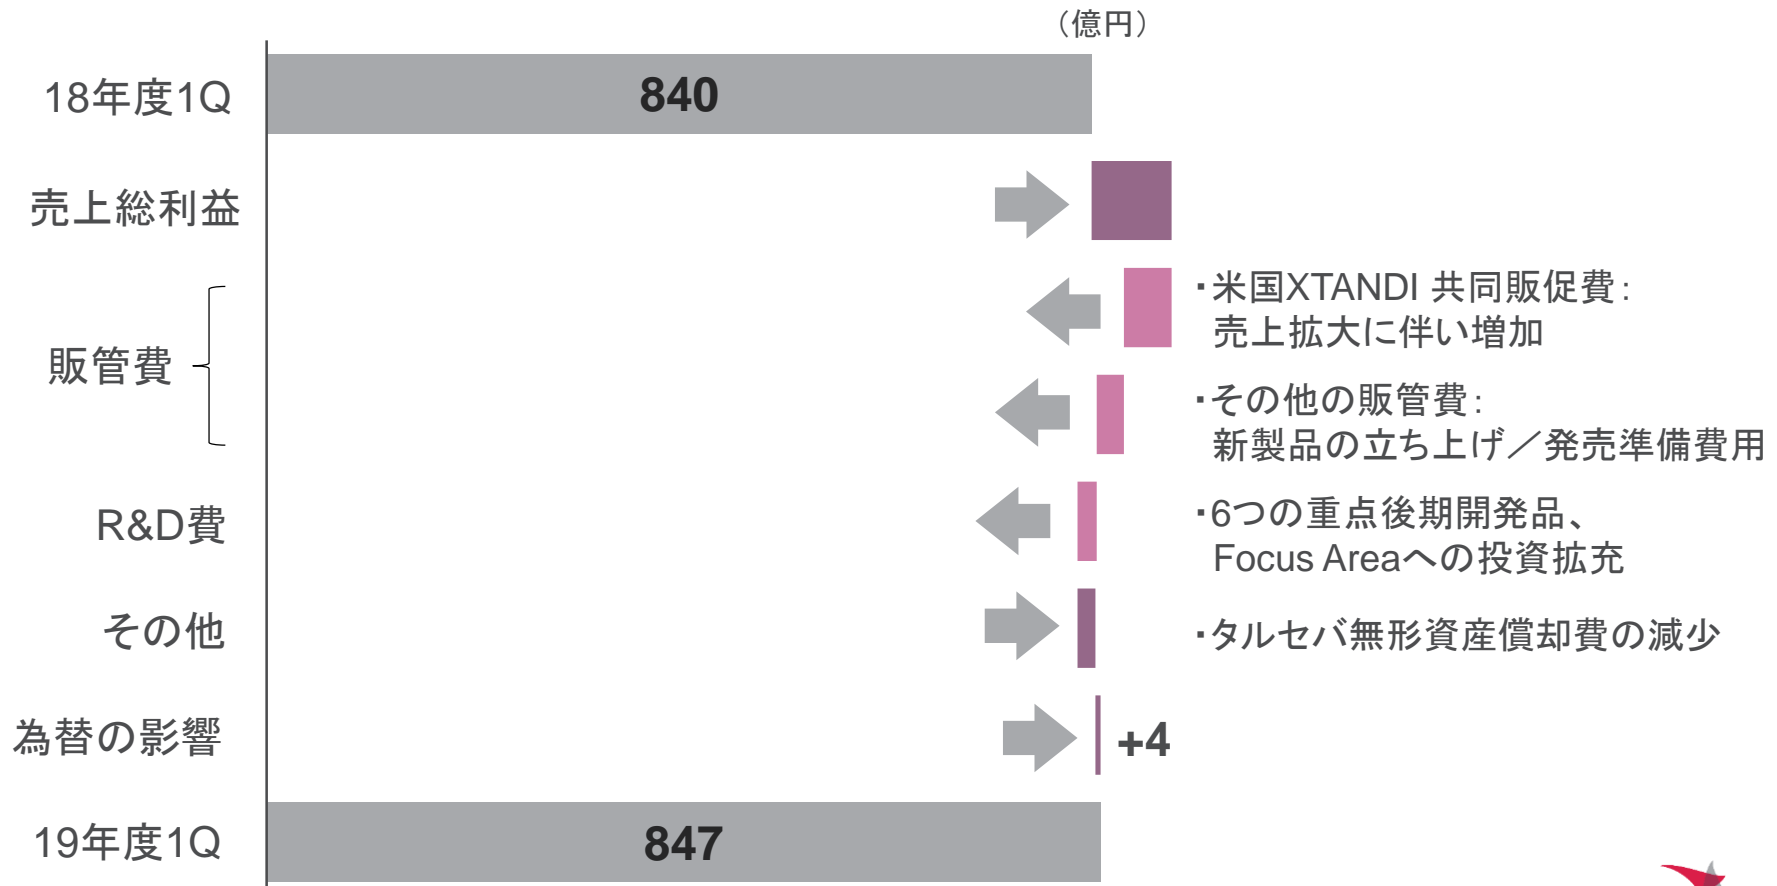 （億円）
18年度1Q
840
売上総利益
販管費
・米国XTANDI 共同販促費：
売上拡大に伴い増加
・その他の販管費：
新製品の立ち上げ／発売準備費用
R&D費
・6つの重点後期開発品、
Focus Areaへの投資拡充
その他
・タルセバ無形資産償却費の減少
為替の影響
+4
19年度1Q
847